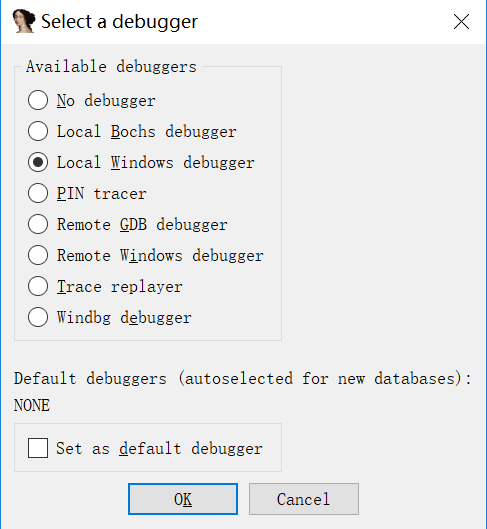 Select a debugger
Available debuggers
No debugger
Local Bochs debugger
Local Windows debugger
PIN tracer
Remote GDB debugger
Remote Windows debugger
Trace replayer
Windbg debugger
Default debuggers (autoselected for new databases):
NONE
Set as default debugger
OK Cancel